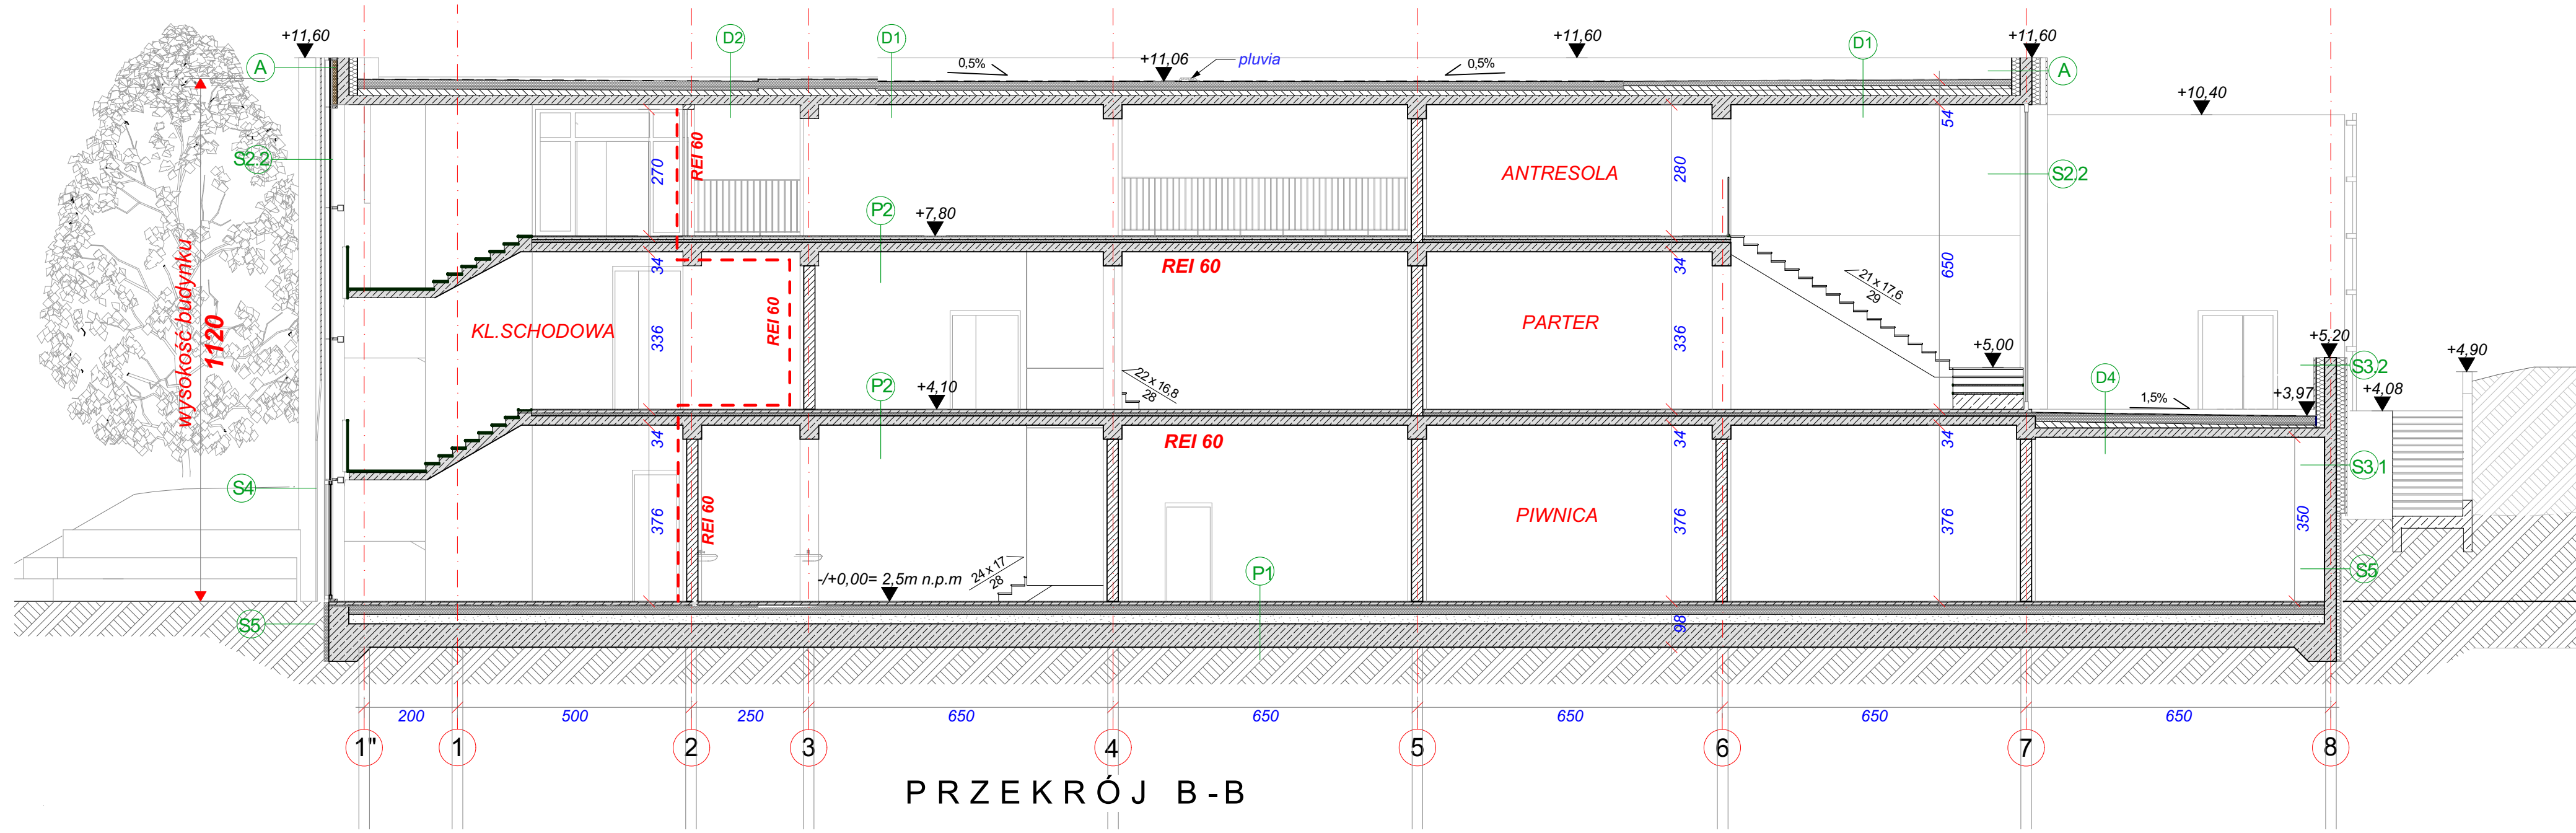 +11,60
D2
D1
+11,06
pluvia
0,5%
0,5%
+11,60
D1
+11,60
A
A
+10,40
54
S2.2
REI 60
270
ANTRESOLA
280
S2.2
P2
+7,80
34
REI 60
34
650
21 x 17,6
29
wysokość budynku
1120
KL.SCHODOWA
336
REI 60
PARTER
336
+5,00
+5,20
S3.2
+4,90
P2
+4,10
22 x 16,8
28
D4
1,5%
+3,97
+4,08
34
REI 60
34
34
S3.1
S4
376
REI 60
PIWNICA
376
376
350
-/+0,00= 2,5m n.p.m
24 x 17
28
P1
S5
S5
98
200
500
250
650
650
650
650
650
1"
1
2
3
4
5
6
7
8
PRZEKRÓJ B-B